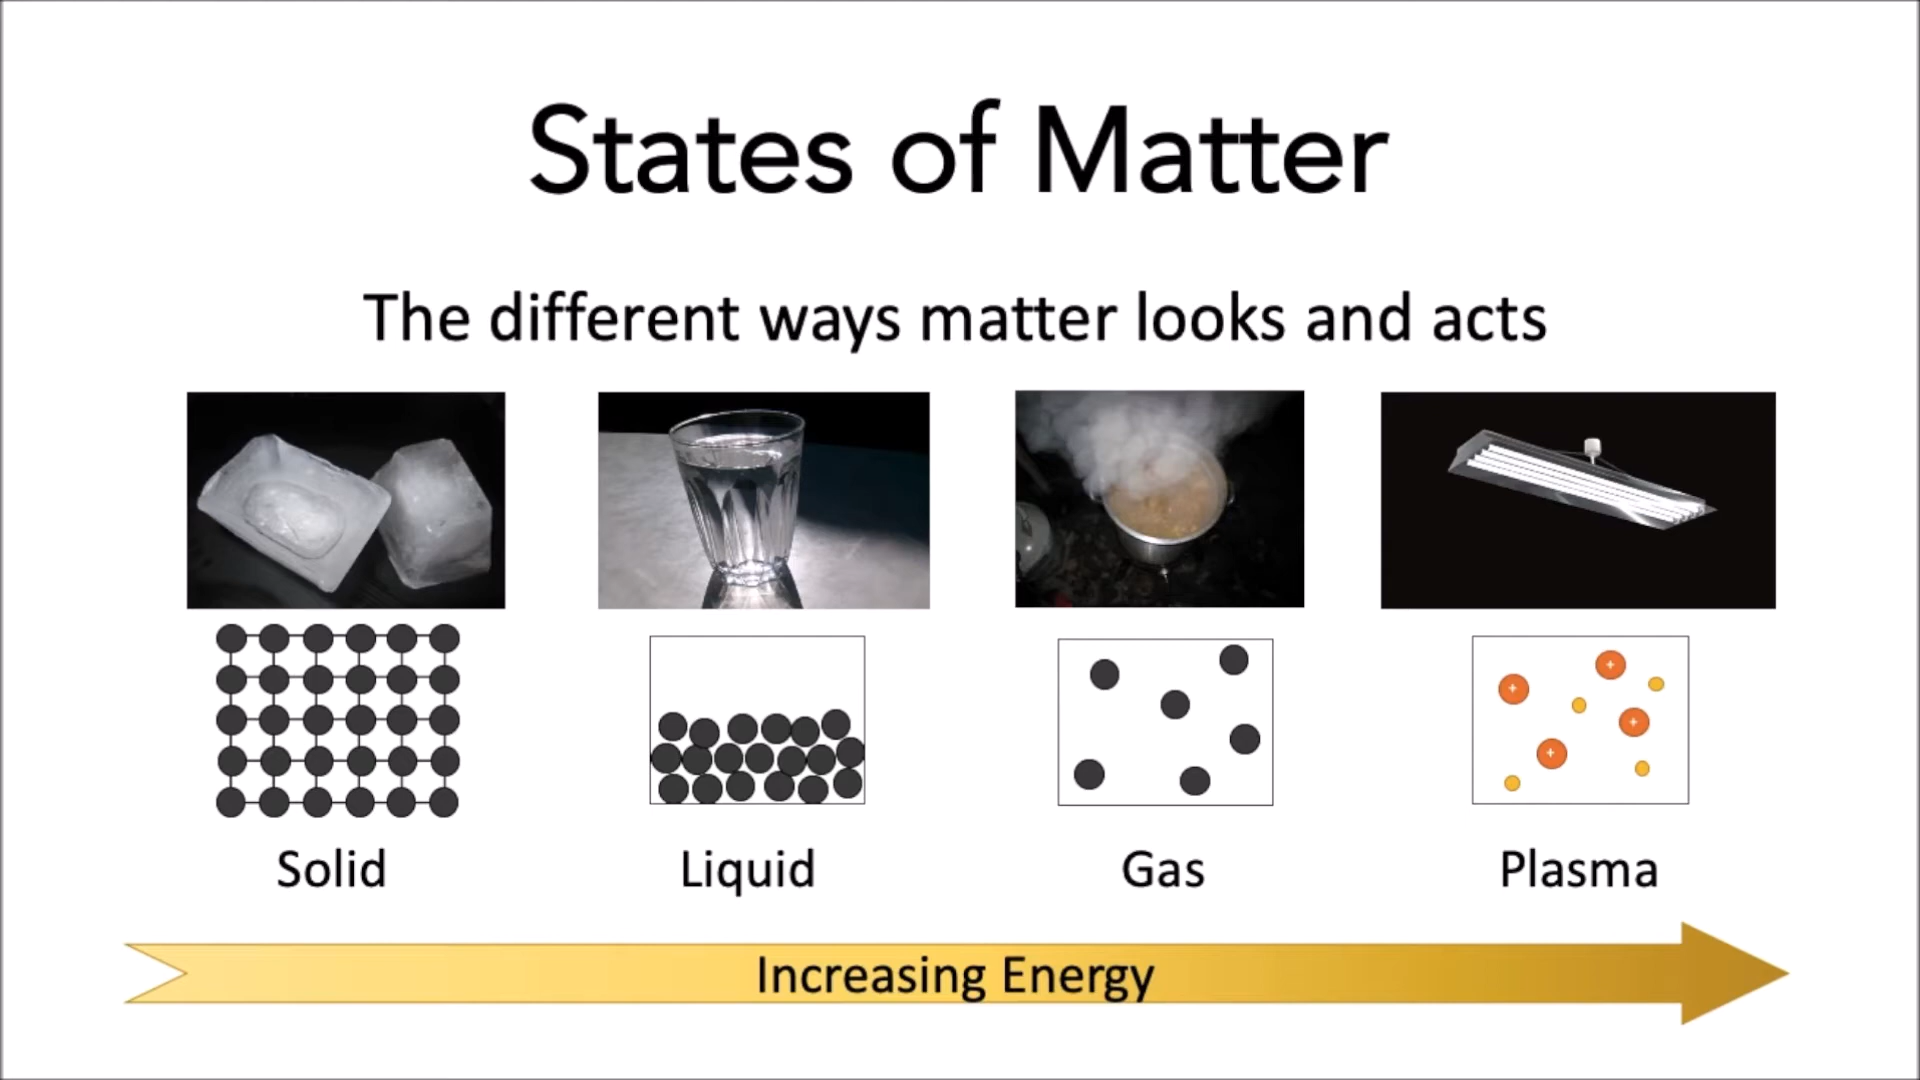 States of Matter
The different ways matter looks and acts
+
+
+
+
Solid
Liquid
Gas
Plasma
Increasing Energy